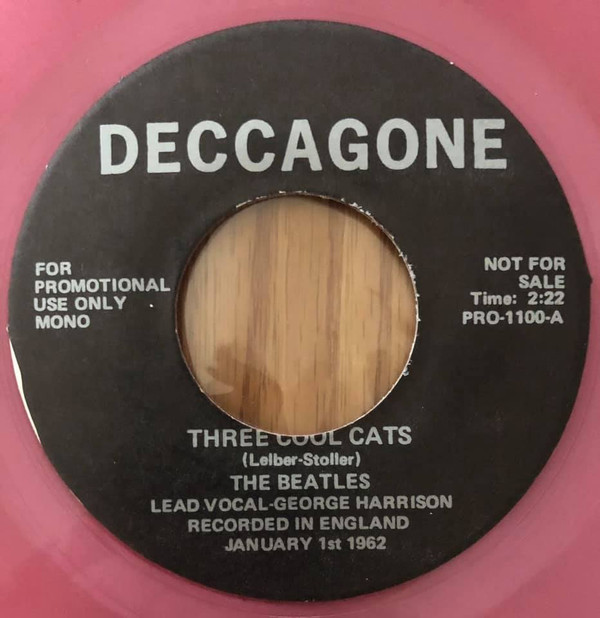 DECCAGONE
FOR
PROMOTIONAL
USE ONLY
MONO
NOT FOR
SALE
Time: 2:22
PRO-1100-A
THREE COOL CATS
(Lelber-Stoller)
THE BEATLES
LEAD VOCAL-GEORGE HARRISON
RECORDED IN ENGLAND
JANUARY 1st 1962